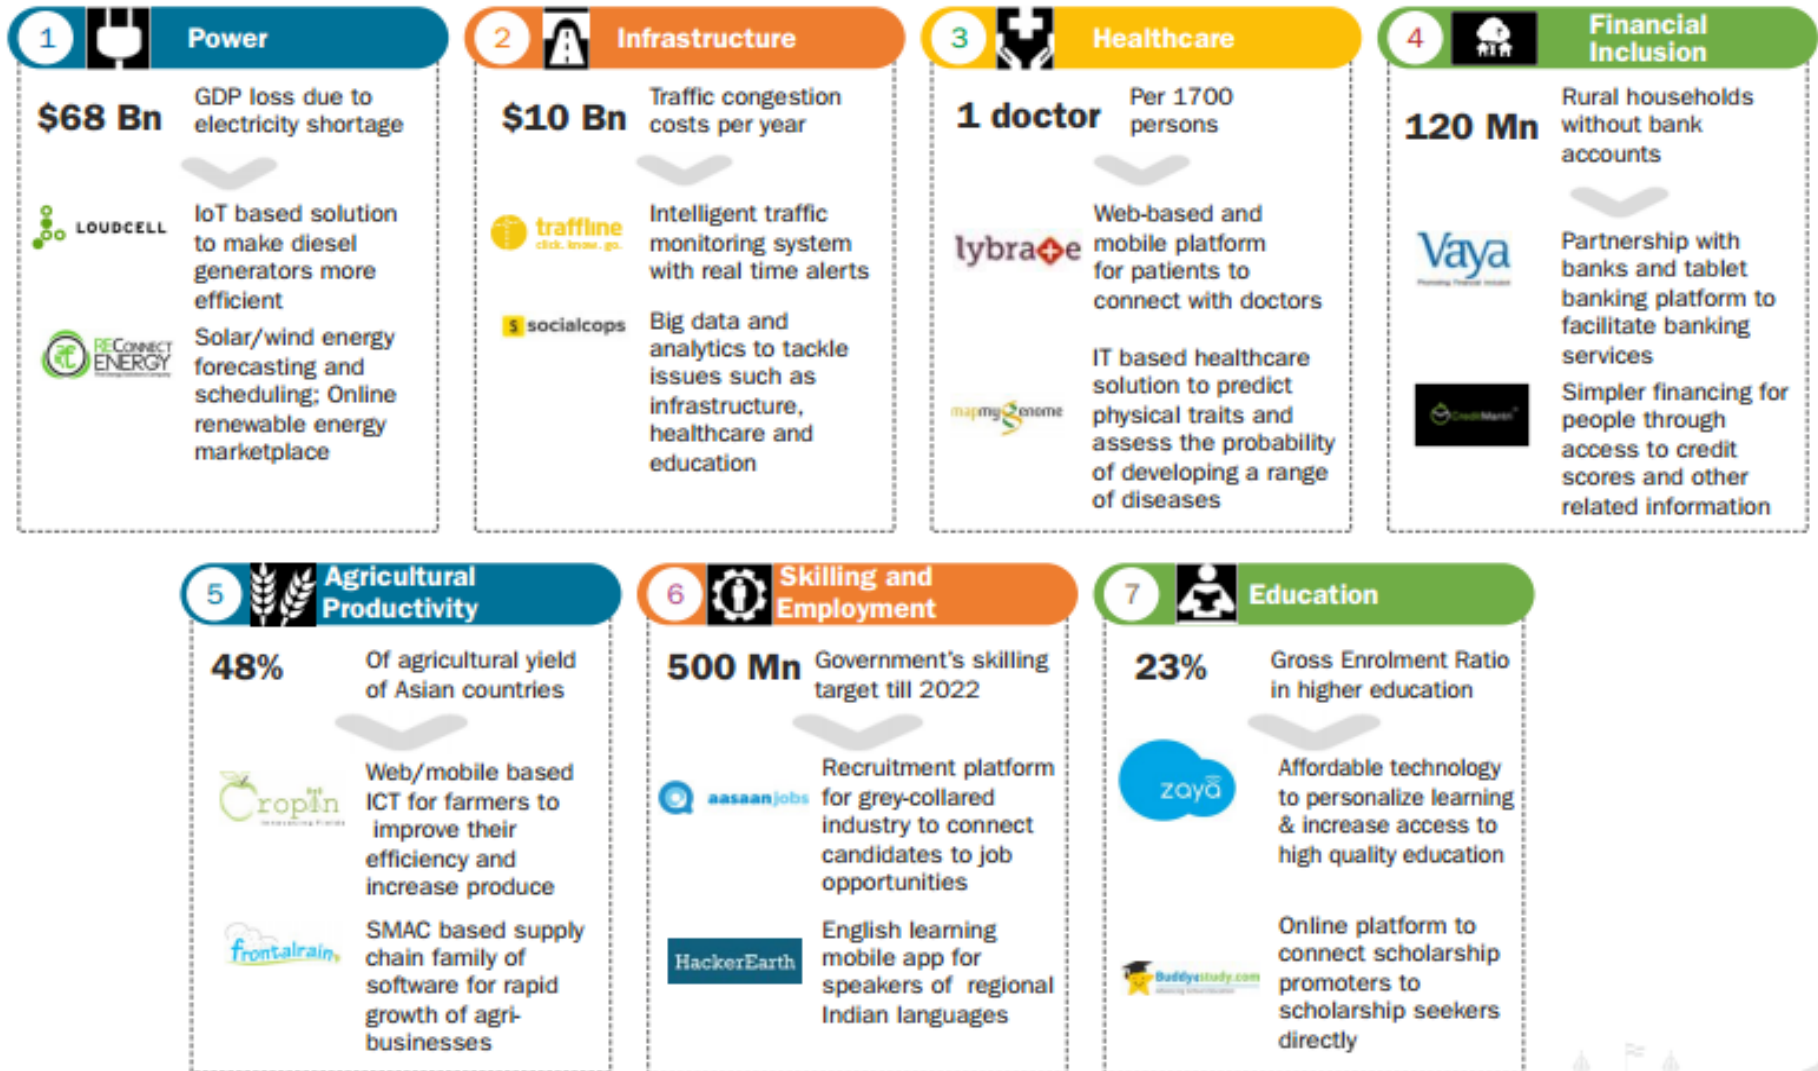 1
Power
$68 Bn
GDP loss due to
electricity shortage
LOUDCELL
IoT based solution
to make diesel
generators more
efficient
RECONNECT
ENERGY
Solar/wind energy
forecasting and
scheduling; Online
renewable energy
marketplace
2
Infrastructure
$10 Bn
Traffic congestion
costs per year
traffline
click. know. go.
Intelligent traffic
monitoring system
with real time alerts
$ socialcops
Big data and
analytics to tackle
issues such as
infrastructure,
healthcare and
education
3
Healthcare
1 doctor
Per 1700
persons
lybrate
Web-based and
mobile platform
for patients to
connect with doctors
mapmygenome
IT based healthcare
solution to predict
physical traits and
assess the probability
of developing a range
of diseases
4
Financial
Inclusion
120 Mn
Rural households
without bank
accounts
Vaya
Partnership with
banks and tablet
banking platform to
facilitate banking
services
CreditMantri
Simpler financing for
people through
access to credit
scores and other
related information
5
Agricultural
Productivity
48%
Of agricultural yield
of Asian countries
Cropin
Web/mobile based
ICT for farmers to
improve their
efficiency and
increase produce
frontalrain
SMAC based supply
chain family of
software for rapid
growth of agri-
businesses
6
Skilling and
Employment
500 Mn
Government's skilling
target till 2022
aasaanjobs
Recruitment platform
for grey-collared
industry to connect
candidates to job
opportunities
HackerEarth
English learning
mobile app for
speakers of regional
Indian languages
7
Education
23%
Gross Enrolment Ratio
in higher education
zaya
Affordable technology
to personalize learning
& increase access to
high quality education
Buddy4study.com
Online platform to
connect scholarship
promoters to
scholarship seekers
directly